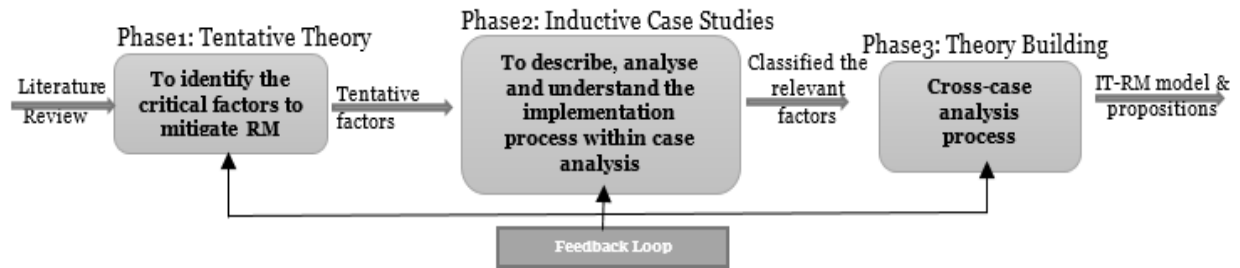 Phase1: Tentative Theory
Phase2: Inductive Case Studies
Phase3: Theory Building
Literature
Review
To identify the
critical factors to
mitigate RM
Tentative
factors
To describe, analyse
and understand the
implementation
process within case
analysis
Classified the
relevant
factors
Cross-case
analysis
process
IT-RM model &
propositions
Feedback Loop